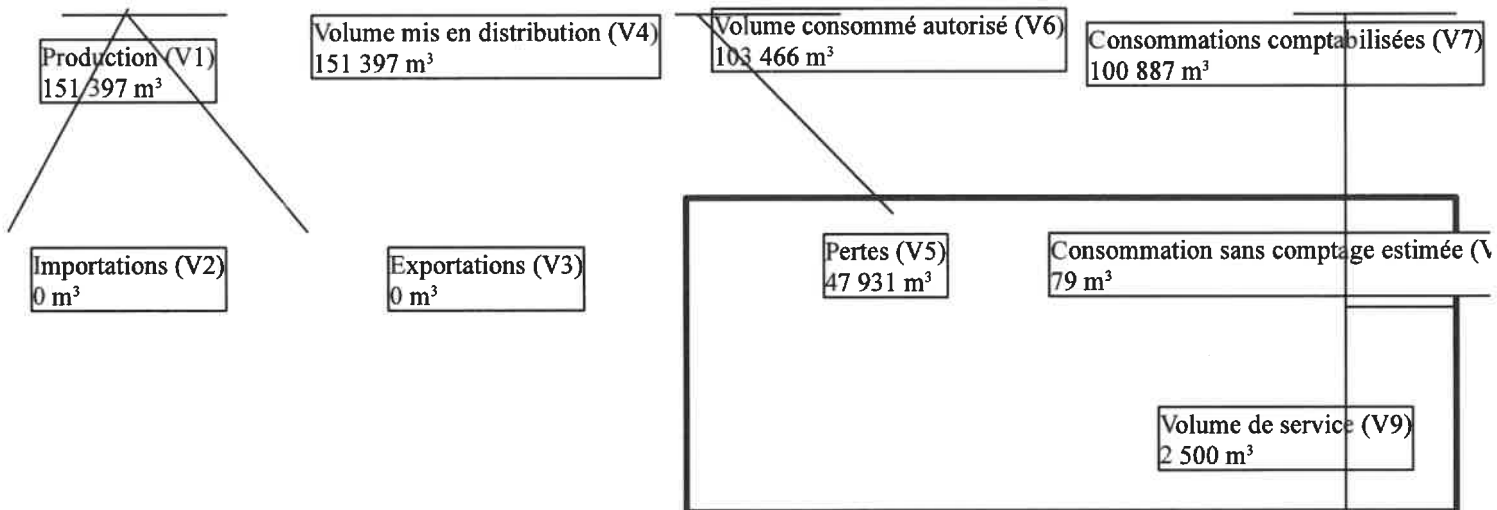 Production (V1)
151 397 m³
Volume mis en distribution (V4)
151 397 m³
Volume consommé autorisé (V6)
103 466 m³
Consommations comptabilisées (V7)
100 887 m³
Importations (V2)
0 m³
Exportations (V3)
0 m³
Pertes (V5)
47 931 m³
Consommation sans comptage estimée (V
79 m³
Volume de service (V9)
2 500 m³